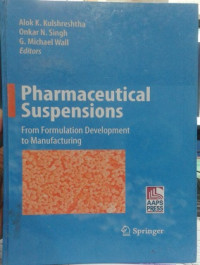 Alok K. Kulshreshtha
Onkar N. Singh
G. Michael Wall
Editors
Pharmaceutical
Suspensions
From Formulation Development
to Manufacturing
AAPS
PRESS
Springer